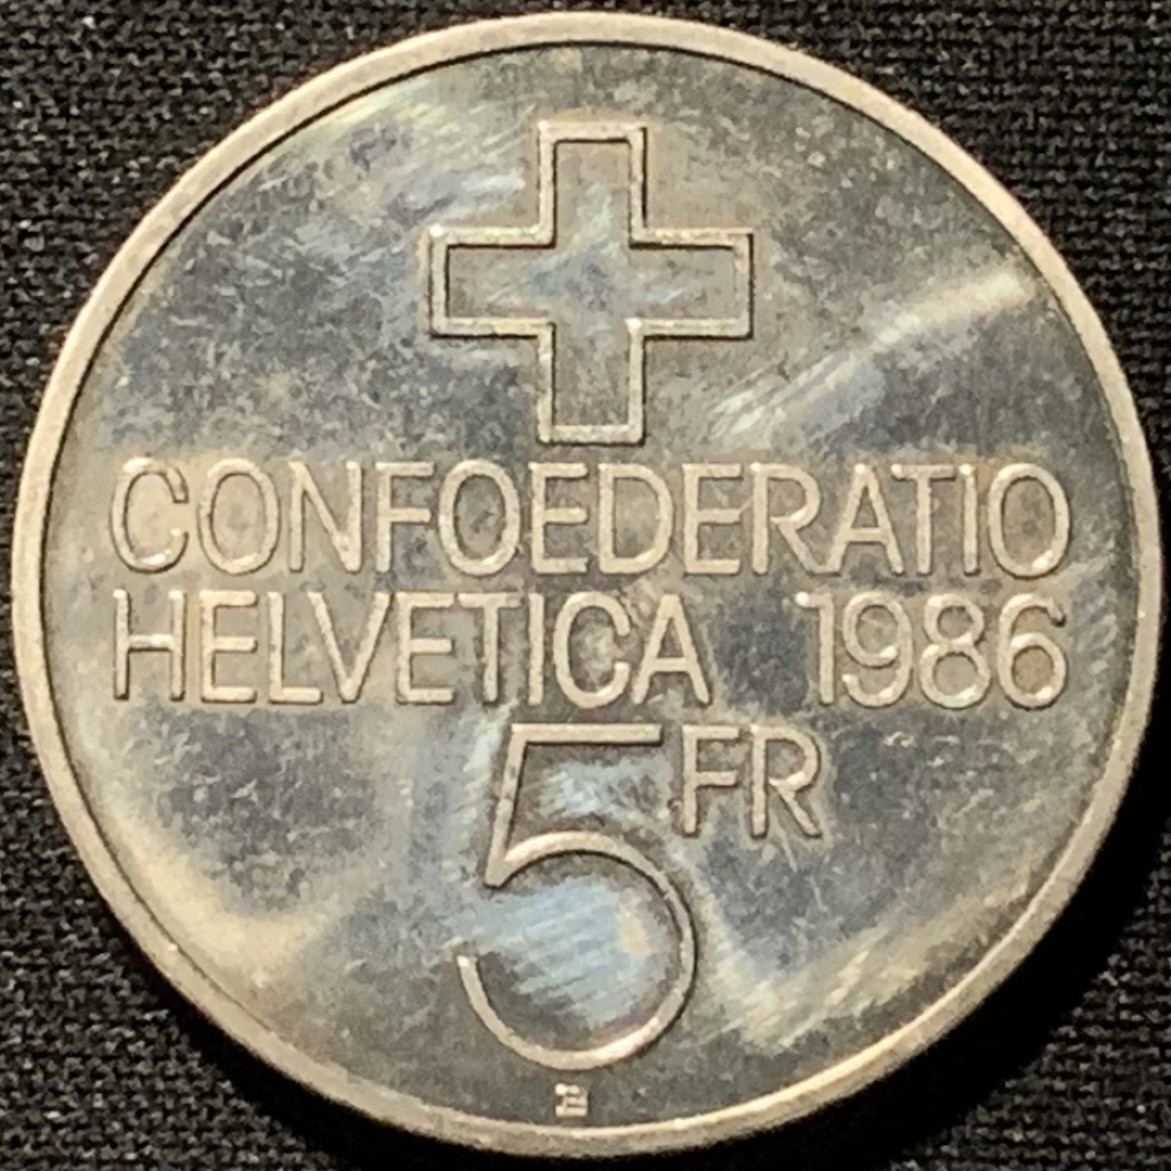 CONFOEDERATIO
HELVETICA 1986
5 FR
B